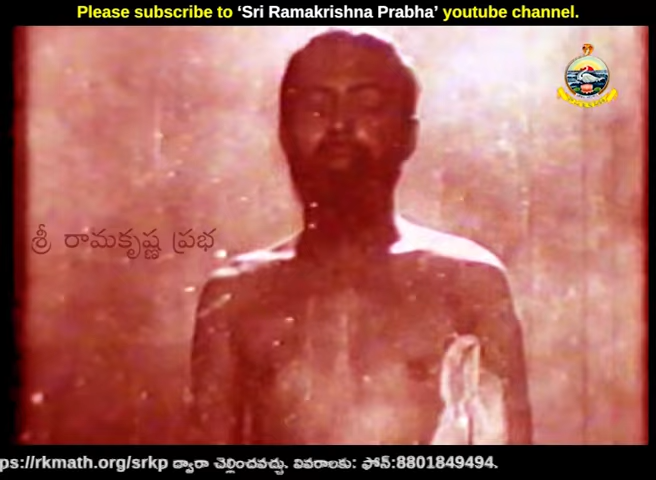 Please subscribe to ‘Sri Ramakrishna Prabha’ youtube channel.
శ్రీ రామకృష్ణ ప్రభ
ps://rkmath.org/srkp ద్వారా చెల్లించవచ్చు. వివరాలకు: ఫోన్:8801849494.